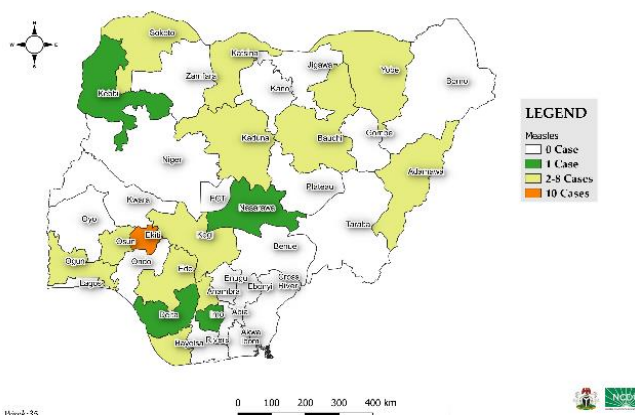 N
W
E
S
Sokoto
Katsina
Jigawa
Yobe
Borno
Zamfara
Kano
Kebbi
Kaduna
Bauchi
Gombe
Adamawa
Niger
FCT
Plateau
Kwara
Nasarawa
Oyo
Taraba
Osun
Ekiti
Kogi
Benue
Ogun
Ondo
Edo
Lagos
Enugu
Ebonyi
Cross
River
Anambra
Delta
Imo
Abia
Bayelsa
Rivers
Akwa
Ibom
LEGEND
Measles
0 Case
1 Case
2-8 Cases
10 Cases
0 100 200 300 400 km